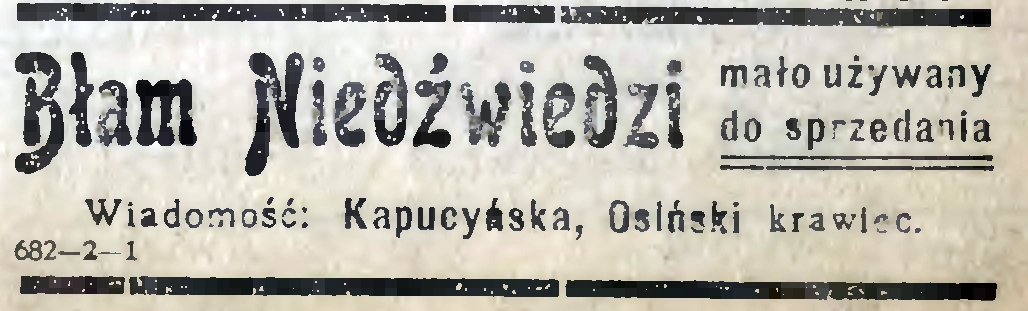 Błam Niedźwiedzi
mało używany
do sprzedania
Wiadomość: Kapucyńska, Osiński krawiec.
682—2—1